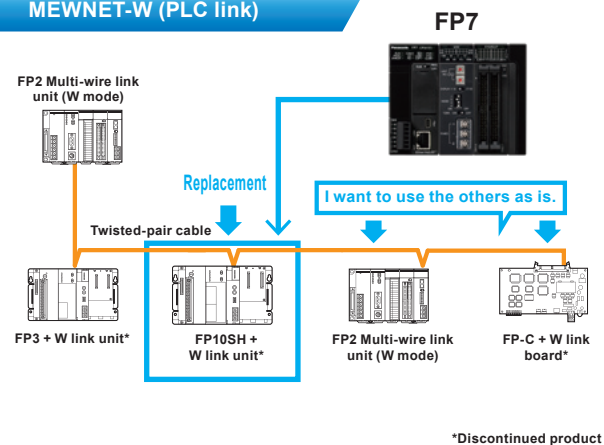 MEWNET-W (PLC link)
FP7
FP2 Multi-wire link
unit (W mode)
Replacement
I want to use the others as is.
Twisted-pair cable
FP3 + W link unit*
FP10SH +
W link unit*
FP2 Multi-wire link
unit (W mode)
FP-C + W link
board*
*Discontinued product